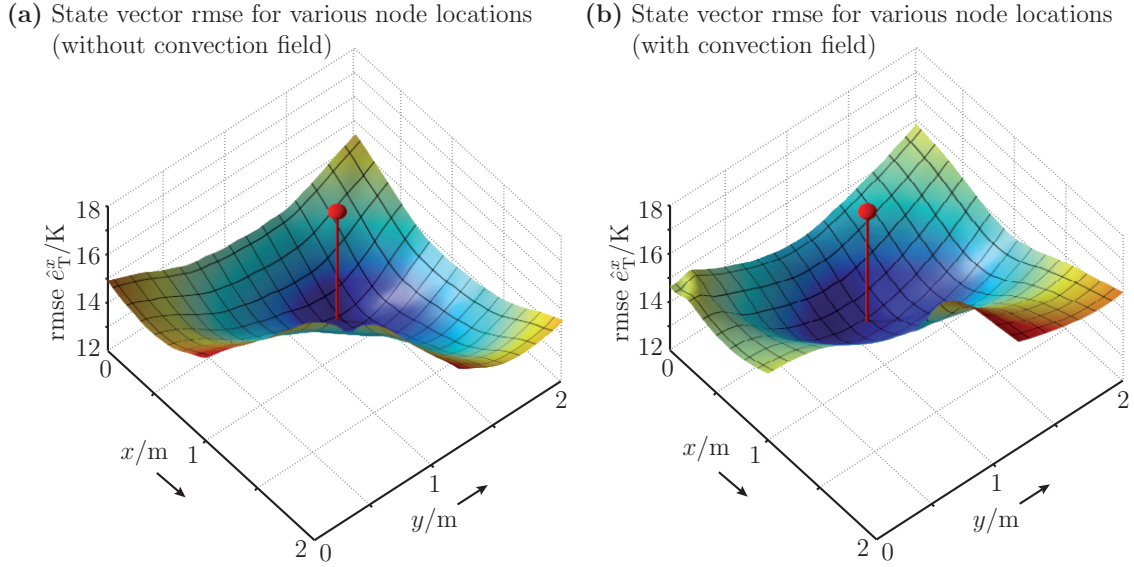 (a) State vector rmse for various node locations
(without convection field)
18
16
14
12
rmse ê_T^x/K
0
1
2
x/m
0
1
2
y/m
(b) State vector rmse for various node locations
(with convection field)
18
16
14
12
rmse ê_T^x/K
0
1
2
x/m
0
1
2
y/m